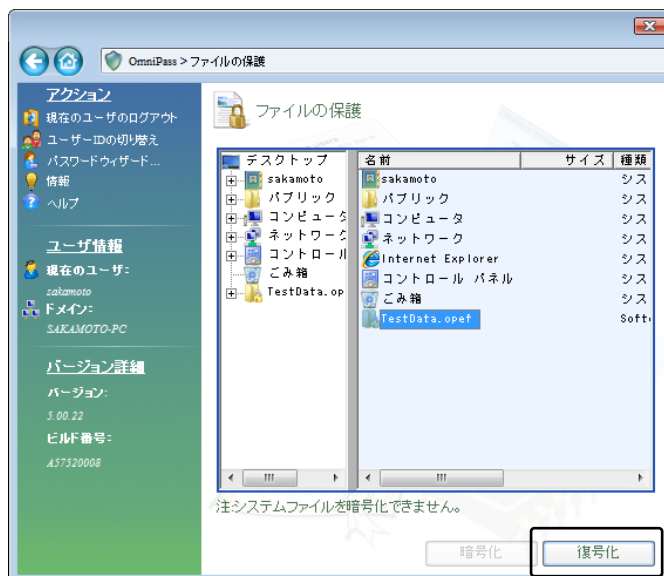 OmniPass > ファイルの保護
アクション
現在のユーザのログアウト
ユーザーIDの切り替え
パスワードウィザード...
情報
ヘルプ
ユーザ情報
現在のユーザ:
sakamoto
ドメイン:
SAKAMOTO-PC
バージョン詳細
バージョン:
5.00.22
ビルド番号:
A57520008
ファイルの保護
デスクトップ
sakamoto
パブリック
コンピュータ
ネットワーク
コントロール
ごみ箱
TestData.op
名前 サイズ 種類
sakamoto シス
パブリック シス
コンピュータ シス
ネットワーク シス
Internet Explorer シス
コントロール パネル シス
ごみ箱 シス
TestData.opef Soft
注:システムファイルを暗号化できません。
暗号化 復号化